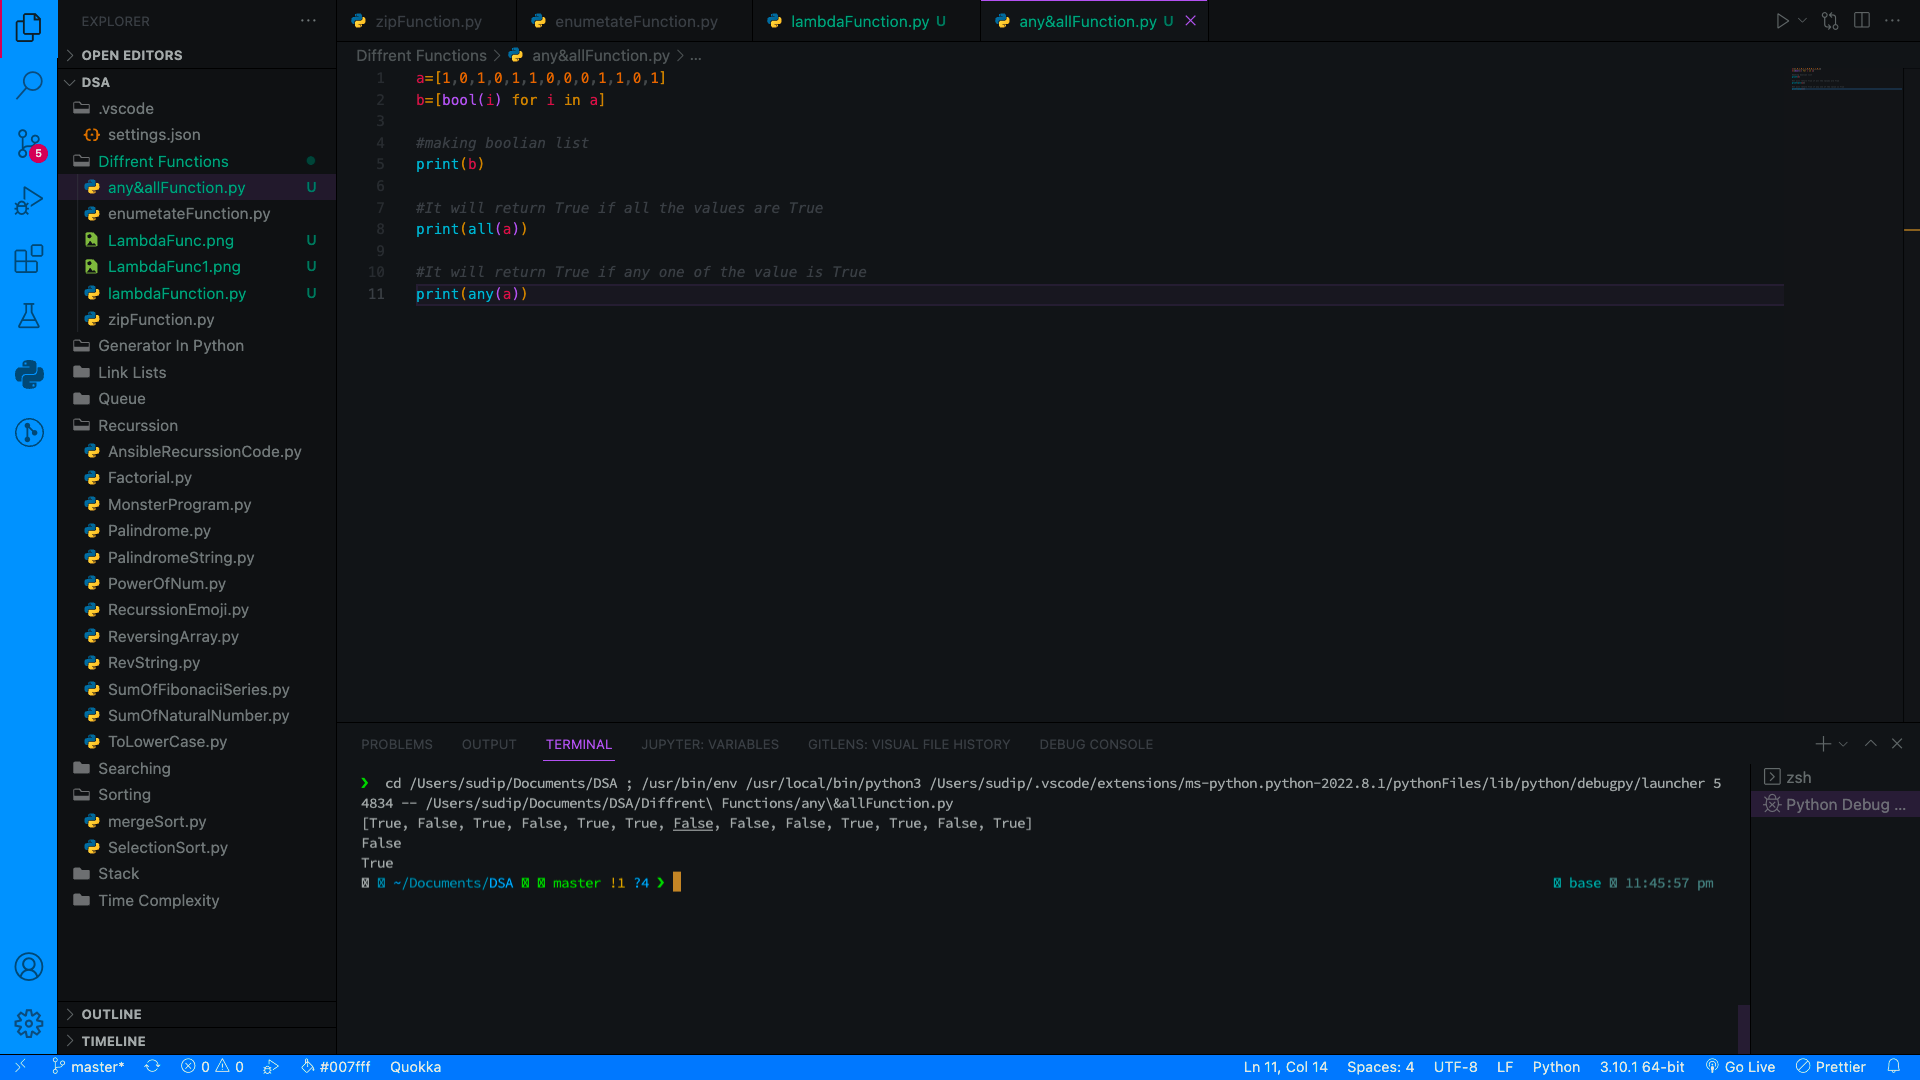 EXPLORER
OPEN EDITORS
DSA
.vscode
settings.json
Diffrent Functions
any&allFunction.py U
enumetateFunction.py
LambdaFunc.png U
LambdaFunc1.png U
lambdaFunction.py U
zipFunction.py
Generator In Python
Link Lists
Queue
Recurssion
AnsibleRecurssionCode.py
Factorial.py
MonsterProgram.py
Palindrome.py
PalindromeString.py
PowerOfNum.py
RecurssionEmoji.py
ReversingArray.py
RevString.py
SumOfFibonaciiSeries.py
SumOfNaturalNumber.py
ToLowerCase.py
Searching
Sorting
mergeSort.py
SelectionSort.py
Stack
Time Complexity
OUTLINE
TIMELINE
5
zipFunction.py enumetateFunction.py lambdaFunction.py U any&allFunction.py U
Diffrent Functions > any&allFunction.py > ...
1 a=[1,0,1,0,1,1,0,0,0,1,1,0,1]
2 b=[bool(i) for i in a]
3
4 #making boolian list
5 print(b)
6
7 #It will return True if all the values are True
8 print(all(a))
9
10 #It will return True if any one of the value is True
11 print(any(a))
PROBLEMS OUTPUT TERMINAL JUPYTER: VARIABLES GITLENS: VISUAL FILE HISTORY DEBUG CONSOLE
❯ cd /Users/sudip/Documents/DSA ; /usr/bin/env /usr/local/bin/python3 /Users/sudip/.vscode/extensions/ms-python.python-2022.8.1/pythonFiles/lib/python/debugpy/launcher 5
4834 -- /Users/sudip/Documents/DSA/Diffrent\ Functions/any\&allFunction.py
[True, False, True, False, True, True, False, False, False, True, True, False, True]
False
True
~/Documents/DSA master !1 ?4 ❯ base 11:45:57 pm
zsh
Python Debug ...
master* 0 0 #007fff Quokka Ln 11, Col 14 Spaces: 4 UTF-8 LF Python 3.10.1 64-bit Go Live Prettier